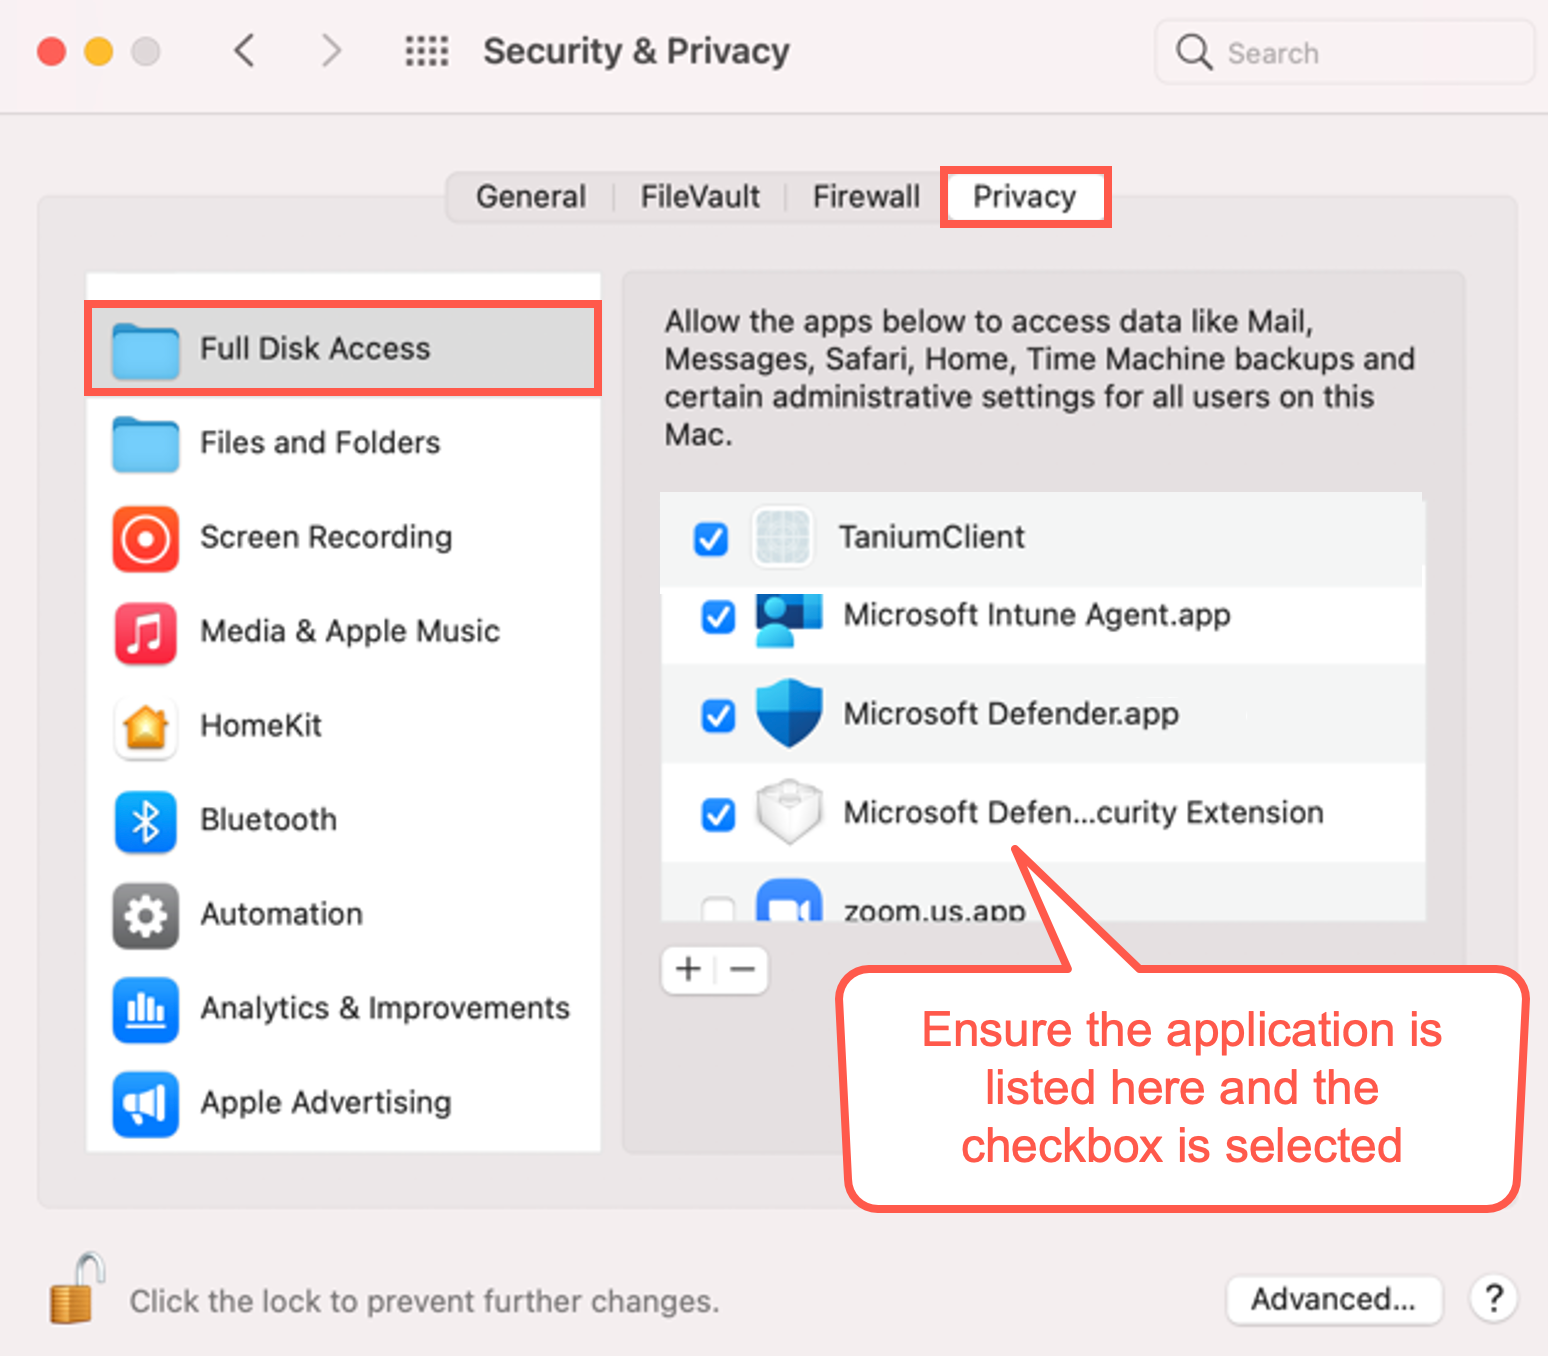 Security & Privacy
Search
General
FileVault
Firewall
Privacy
Full Disk Access
Files and Folders
Screen Recording
Media & Apple Music
HomeKit
Bluetooth
Automation
Analytics & Improvements
Apple Advertising
Allow the apps below to access data like Mail,
Messages, Safari, Home, Time Machine backups and
certain administrative settings for all users on this
Mac.
TaniumClient
Microsoft Intune Agent.app
Microsoft Defender.app
Microsoft Defen...curity Extension
zoom.us.app
+ −
Ensure the application is
listed here and the
checkbox is selected
Click the lock to prevent further changes.
Advanced...
?